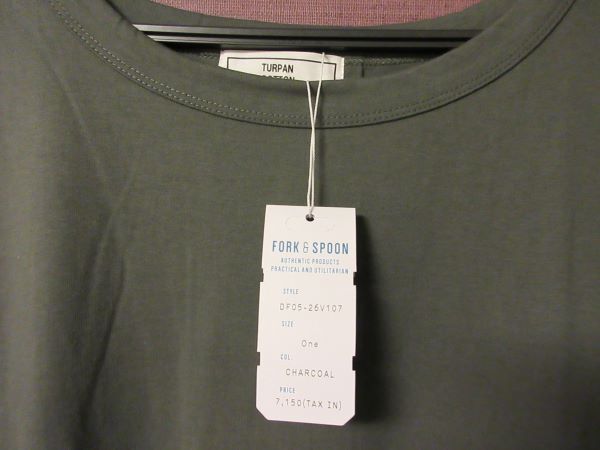 TURPAN
COTTON
FORK & SPOON
AUTHENTIC PRODUCTS
PRACTICAL AND UTILITARIAN
STYLE
DF05-26V107
SIZE
One
COL:
CHARCOAL
PRICE
7,150(TAX IN)